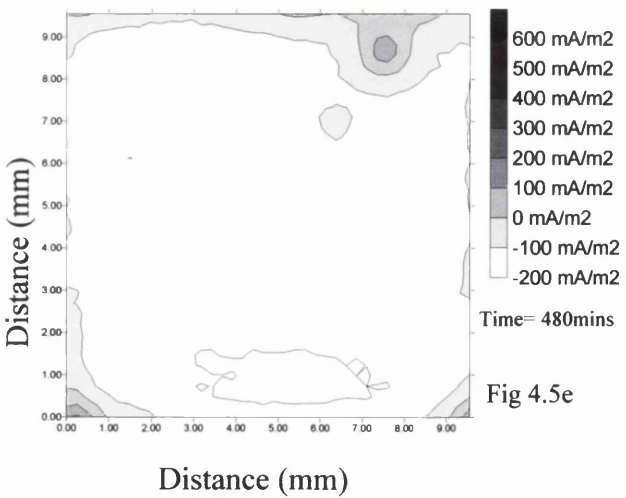 9.00
8.00
7.00
6.00
5.00
4.00
3.00
2.00
1.00
0.00
0.00
1.00
2.00
3.00
4.00
5.00
6.00
7.00
8.00
9.00
Distance (mm)
Distance (mm)
600 mA/m2
500 mA/m2
400 mA/m2
300 mA/m2
200 mA/m2
100 mA/m2
0 mA/m2
-100 mA/m2
-200 mA/m2
Time= 480mins
Fig 4.5e